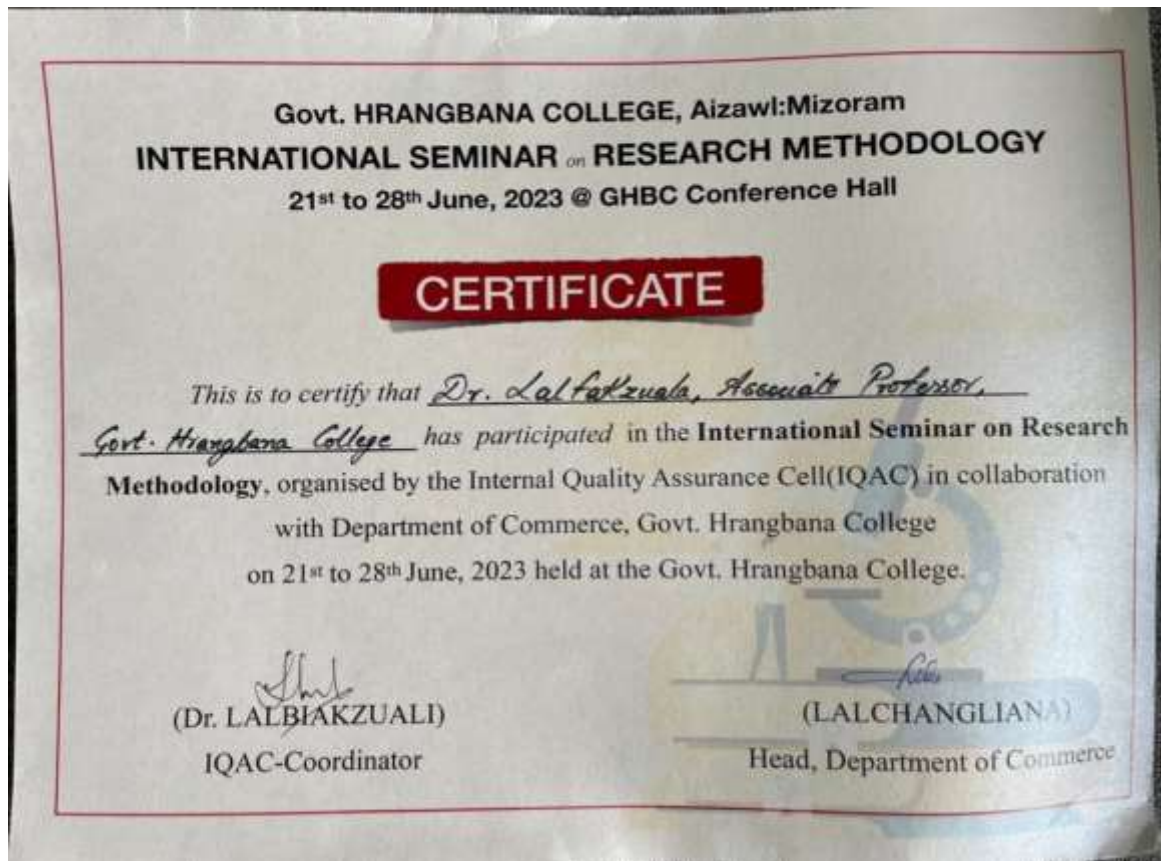 Govt. HRANGBANA COLLEGE, Aizawl:Mizoram
INTERNATIONAL SEMINAR on RESEARCH METHODOLOGY
21st to 28th June, 2023 @ GHBC Conference Hall
CERTIFICATE
This is to certify that Dr. Lalfakzuala, Associate Professor,
Govt. Hrangbana College has participated in the International Seminar on Research
Methodology, organised by the Internal Quality Assurance Cell(IQAC) in collaboration
with Department of Commerce, Govt. Hrangbana College
on 21st to 28th June, 2023 held at the Govt. Hrangbana College.
(Dr. LALBIAKZUALI)
IQAC-Coordinator
(LALCHANGLIANA)
Head, Department of Commerce